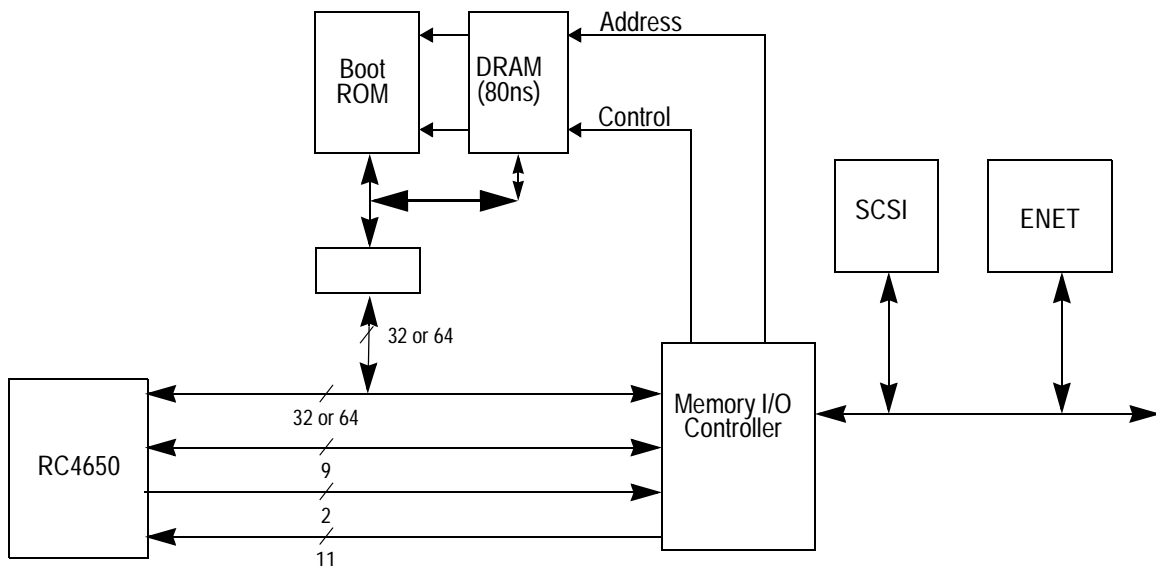 Address
Boot
ROM
DRAM
(80ns)
Control
SCSI
ENET
32 or 64
Memory I/O
Controller
32 or 64
RC4650
9
2
11